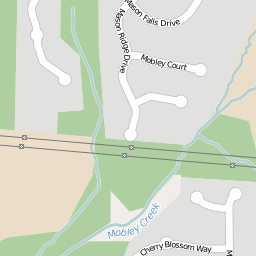 Mason Falls Drive
Mason Ridge Drive
Mobley Court
Mobley Creek
Cherry Blossom Way
M